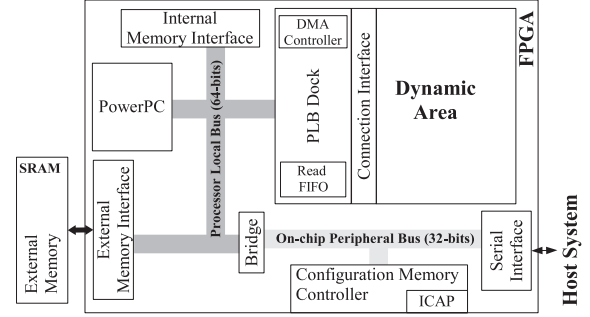 Internal
Memory Interface
DMA
Controller
PLB Dock
Read
FIFO
Connection Interface
Dynamic
Area
FPGA
PowerPC
Processor Local Bus (64-bits)
SRAM
External
Memory
External
Memory Interface
Bridge
On-chip Peripheral Bus (32-bits)
Serial
Interface
Host System
Configuration Memory
Controller
ICAP